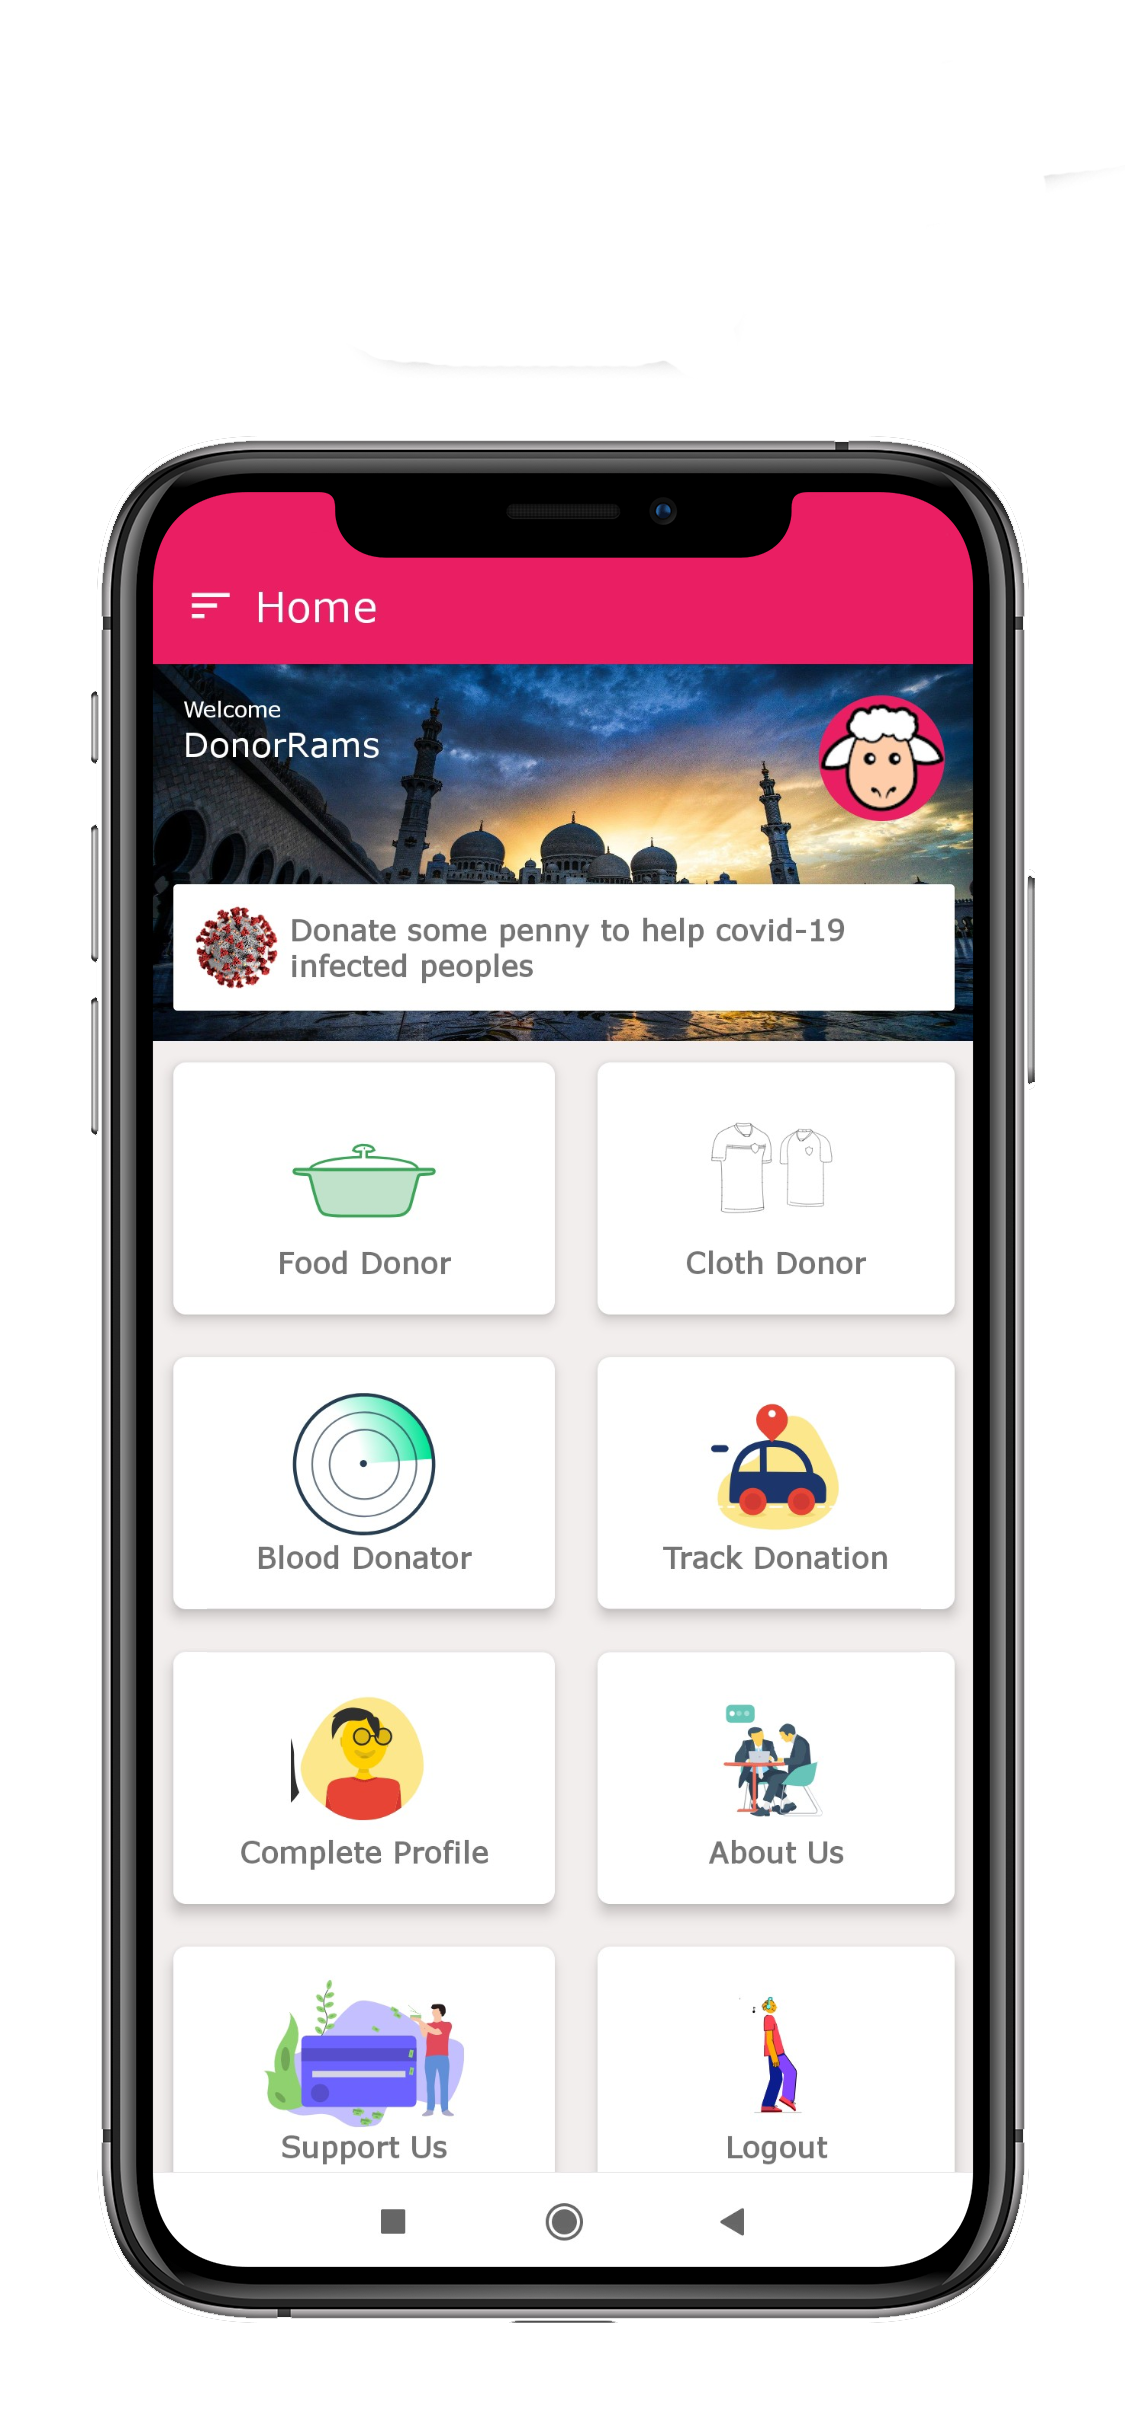 Home
Welcome
DonorRams
Donate some penny to help covid-19
infected peoples
Food Donor
Cloth Donor
Blood Donator
Track Donation
Complete Profile
About Us
Support Us
Logout